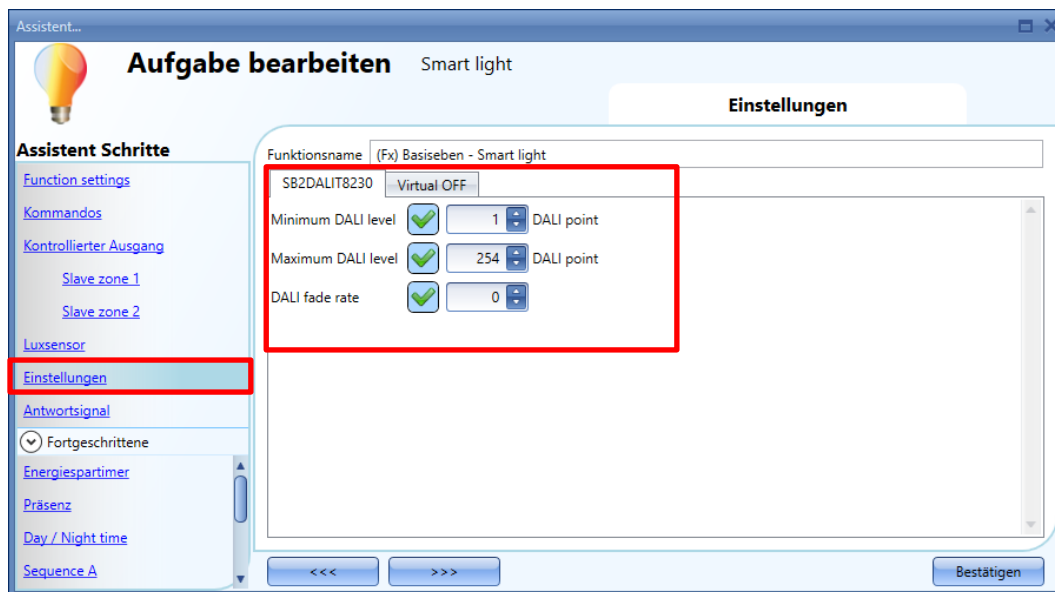 Assistent...
Aufgabe bearbeiten Smart light
Einstellungen
Assistent Schritte
Function settings
Kommandos
Kontrollierter Ausgang
Slave zone 1
Slave zone 2
Luxsensor
Einstellungen
Antwortsignal
Fortgeschrittene
Energiespartimer
Präsenz
Day / Night time
Sequence A
Funktionsname (Fx) Basiseben - Smart light
SB2DALIT8230 Virtual OFF
Minimum DALI level 1 DALI point
Maximum DALI level 254 DALI point
DALI fade rate 0
<<< >>> Bestätigen